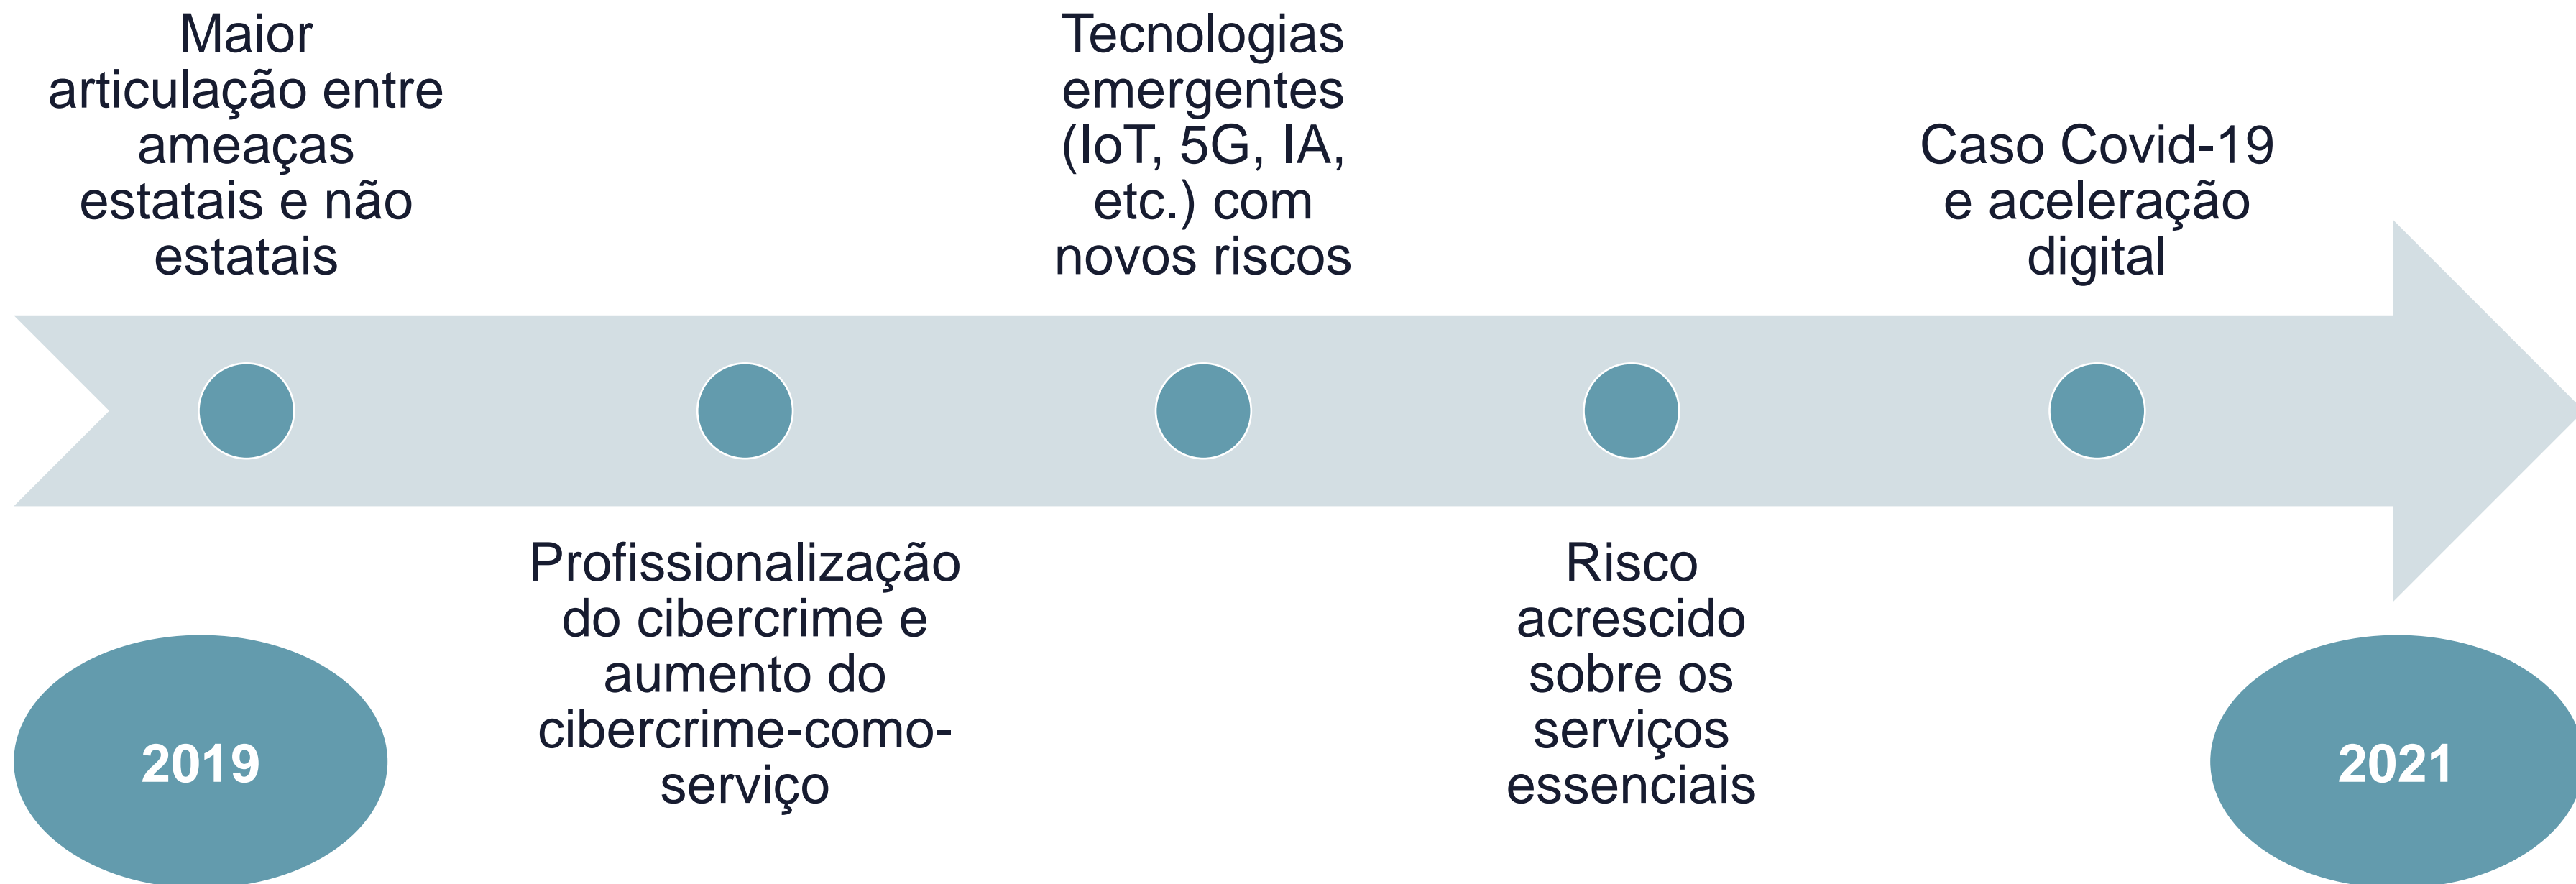 Maior
articulação entre
ameaças
estatais e não
estatais
Profissionalização
do cibercrime e
aumento do
cibercrime-como-
serviço
Tecnologias
emergentes
(IoT, 5G, IA,
etc.) com
novos riscos
Risco
acrescido
sobre os
serviços
essenciais
Caso Covid-19
e aceleração
digital
2019
2021